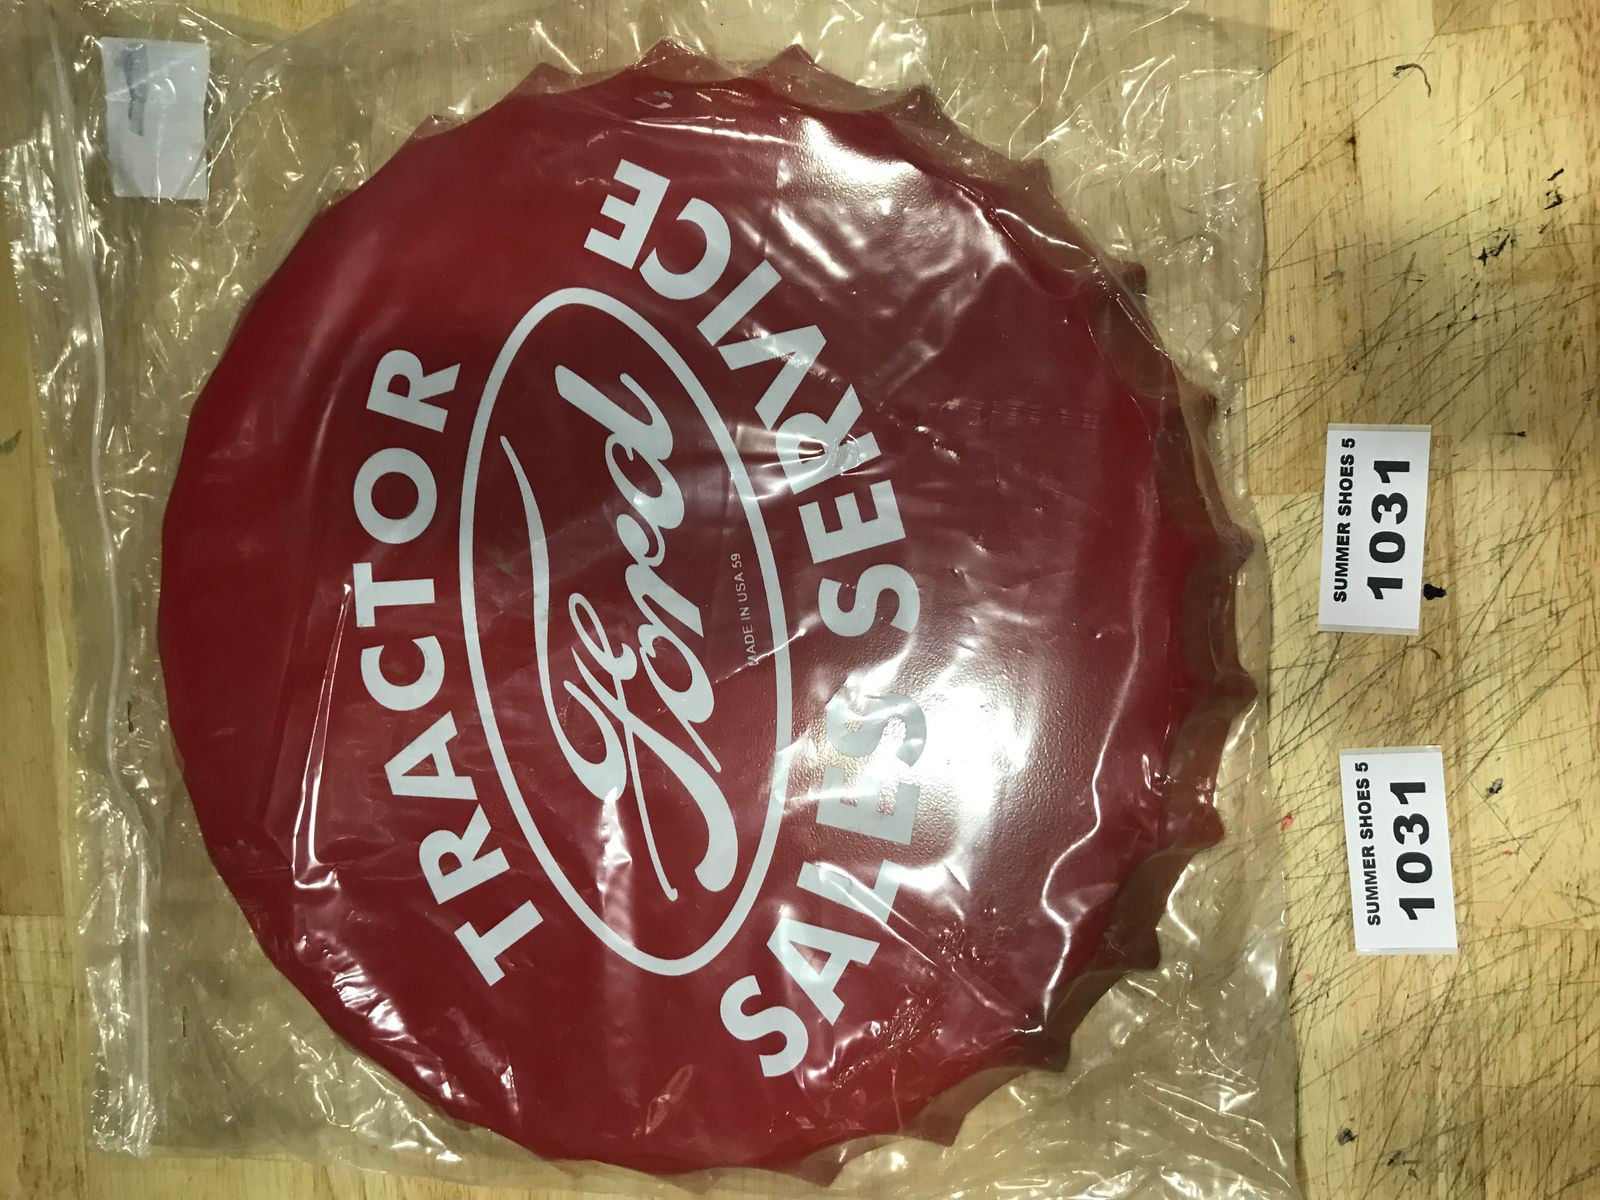 TRACTOR
Ford
MADE IN USA 59
SALES SERVICE
SUMMER SHOES 5
1031
SUMMER SHOES 5
1031